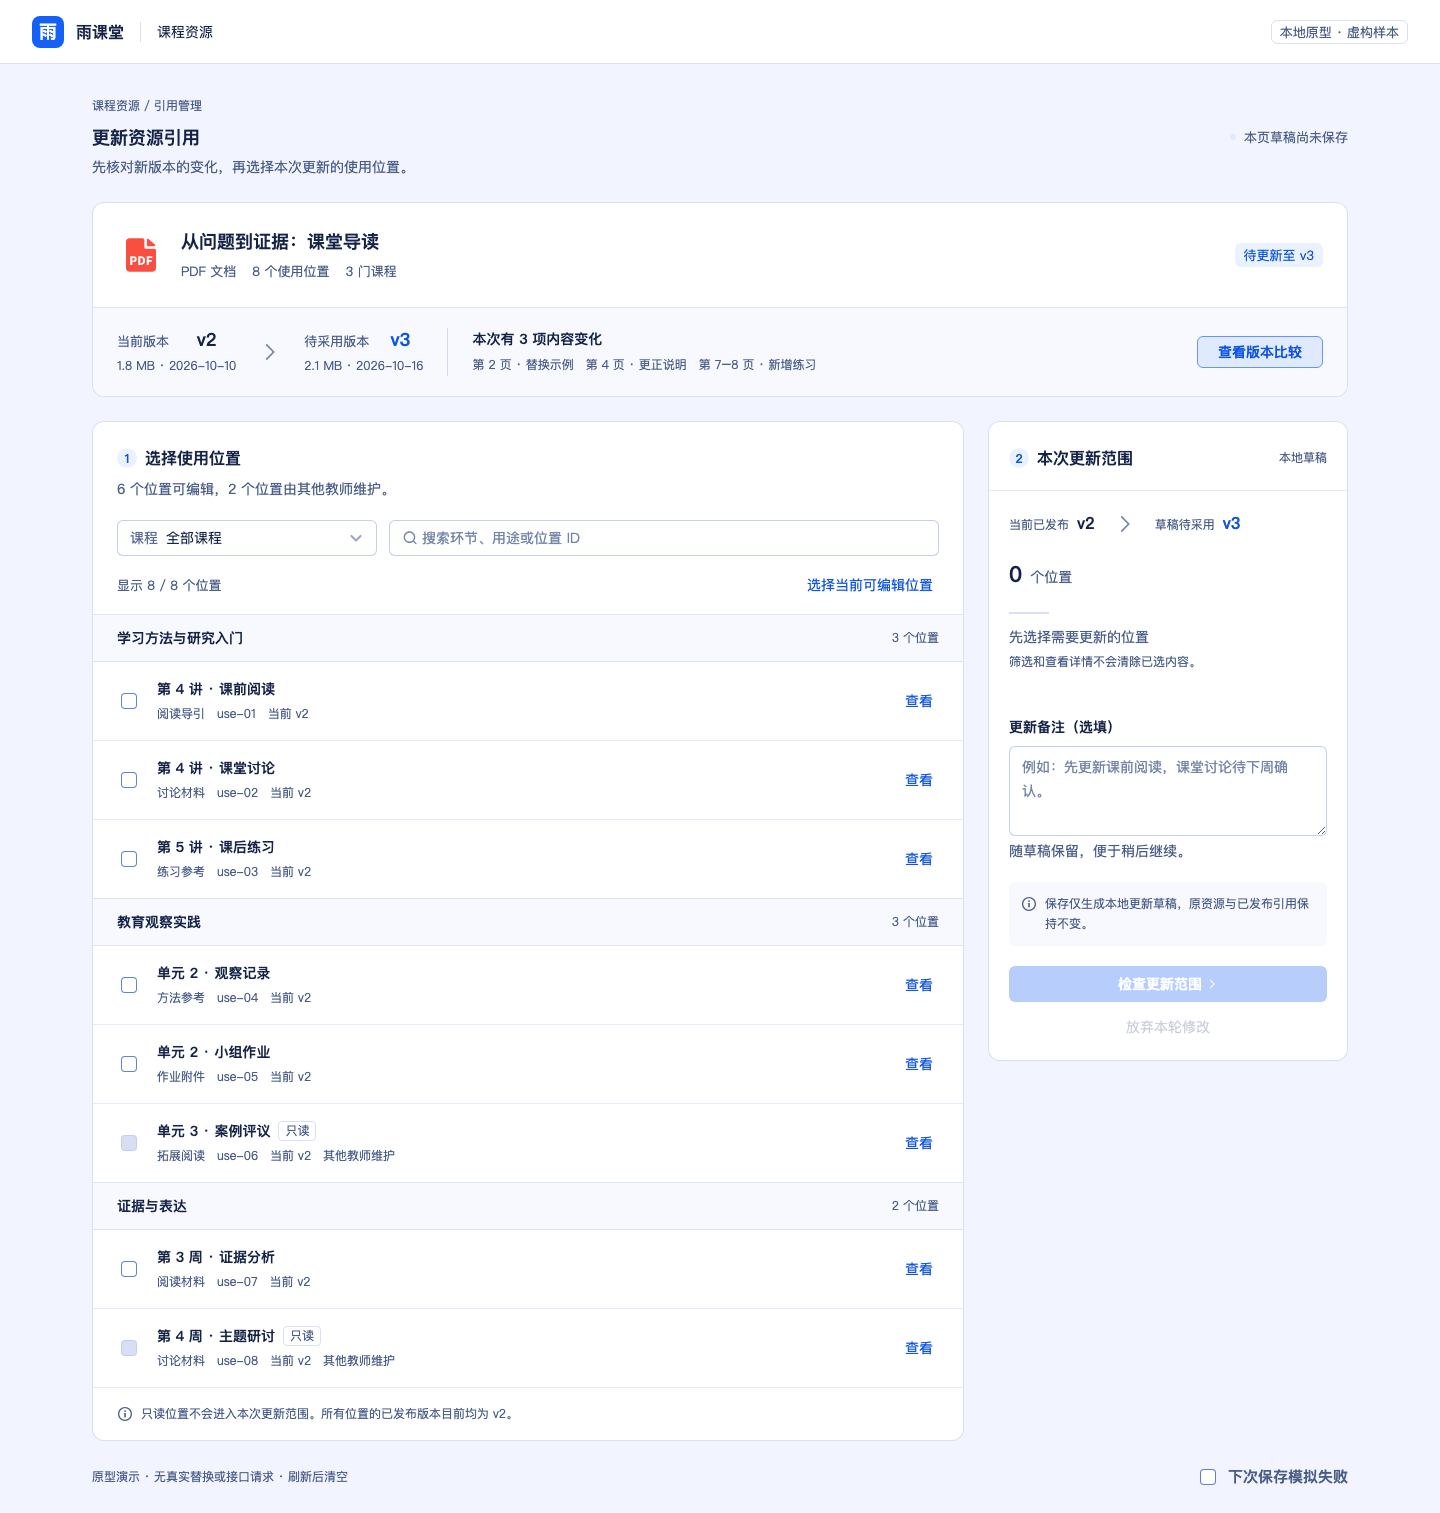 雨 雨课堂 课程资源
本地原型 · 虚构样本
课程资源 / 引用管理
更新资源引用
本页草稿尚未保存
先核对新版本的变化，再选择本次更新的使用位置。
PDF
从问题到证据：课堂导读
PDF 文档 8 个使用位置 3 门课程
待更新至 v3
当前版本 v2
1.8 MB · 2026-10-10
待采用版本 v3
2.1 MB · 2026-10-16
本次有 3 项内容变化
第 2 页 · 替换示例 第 4 页 · 更正说明 第 7—8 页 · 新增练习
查看版本比较
1 选择使用位置
6 个位置可编辑，2 个位置由其他教师维护。
课程 全部课程
搜索环节、用途或位置 ID
显示 8 / 8 个位置
选择当前可编辑位置
学习方法与研究入门
3 个位置
第 4 讲 · 课前阅读
阅读导引 use-01 当前 v2
查看
第 4 讲 · 课堂讨论
讨论材料 use-02 当前 v2
查看
第 5 讲 · 课后练习
练习参考 use-03 当前 v2
查看
教育观察实践
3 个位置
单元 2 · 观察记录
方法参考 use-04 当前 v2
查看
单元 2 · 小组作业
作业附件 use-05 当前 v2
查看
单元 3 · 案例评议 只读
拓展阅读 use-06 当前 v2 其他教师维护
查看
证据与表达
2 个位置
第 3 周 · 证据分析
阅读材料 use-07 当前 v2
查看
第 4 周 · 主题研讨 只读
讨论材料 use-08 当前 v2 其他教师维护
查看
只读位置不会进入本次更新范围。所有位置的已发布版本目前均为 v2。
2 本次更新范围
本地草稿
当前已发布 v2
草稿待采用 v3
0 个位置
先选择需要更新的位置
筛选和查看详情不会清除已选内容。
更新备注（选填）
例如：先更新课前阅读，课堂讨论待下周确
认。
随草稿保留，便于稍后继续。
保存仅生成本地更新草稿，原资源与已发布引用保
持不变。
检查更新范围
放弃本轮修改
原型演示 · 无真实替换或接口请求 · 刷新后清空
下次保存模拟失败